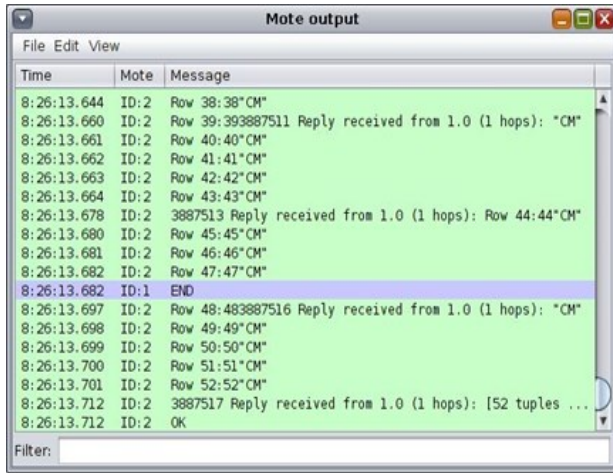 Mote output
File Edit View
Time Mote Message
8:26:13.644 ID:2 Row 38:38"CM"
8:26:13.660 ID:2 Row 39:393887511 Reply received from 1.0 (1 hops): "CM"
8:26:13.661 ID:2 Row 40:40"CM"
8:26:13.662 ID:2 Row 41:41"CM"
8:26:13.663 ID:2 Row 42:42"CM"
8:26:13.664 ID:2 Row 43:43"CM"
8:26:13.678 ID:2 3887513 Reply received from 1.0 (1 hops): Row 44:44"CM"
8:26:13.680 ID:2 Row 45:45"CM"
8:26:13.681 ID:2 Row 46:46"CM"
8:26:13.682 ID:2 Row 47:47"CM"
8:26:13.682 ID:1 END
8:26:13.697 ID:2 Row 48:483887516 Reply received from 1.0 (1 hops): "CM"
8:26:13.698 ID:2 Row 49:49"CM"
8:26:13.699 ID:2 Row 50:50"CM"
8:26:13.700 ID:2 Row 51:51"CM"
8:26:13.701 ID:2 Row 52:52"CM"
8:26:13.712 ID:2 3887517 Reply received from 1.0 (1 hops): [52 tuples ...
8:26:13.712 ID:2 OK
Filter: